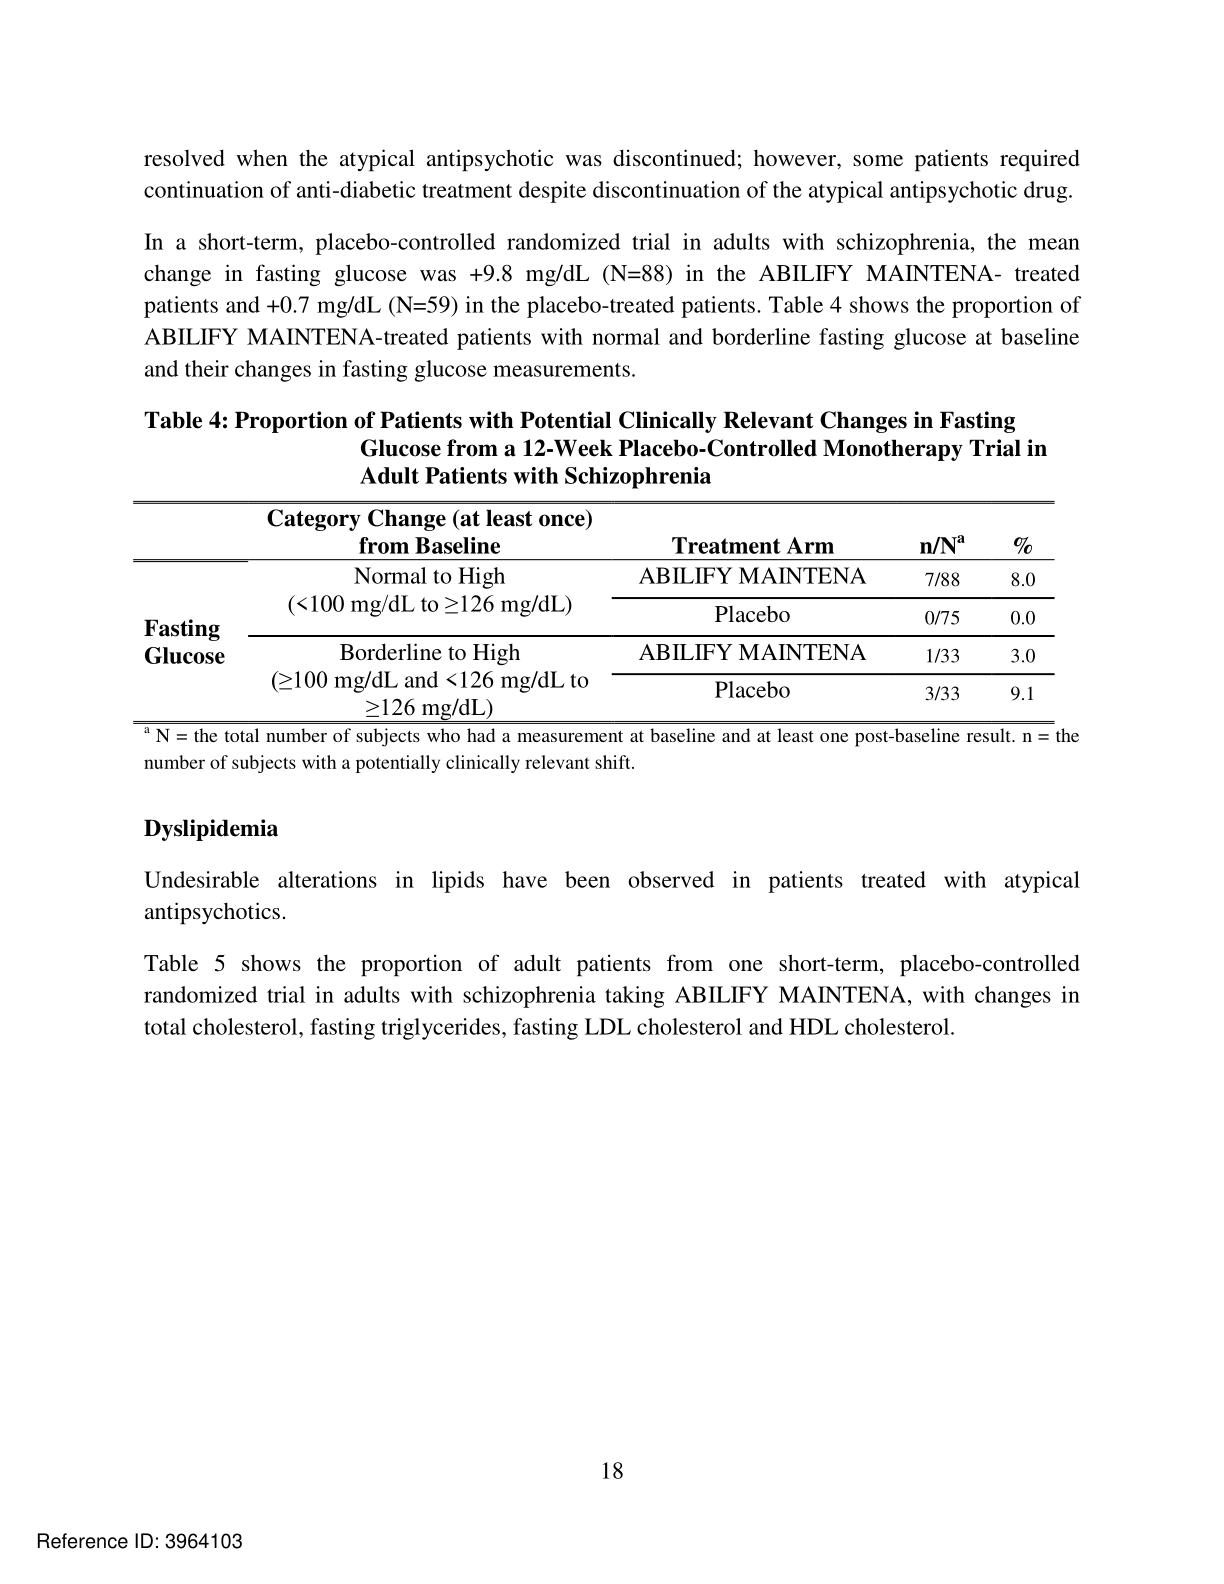 resolved when the atypical antipsychotic was discontinued; however, some patients required
continuation of anti-diabetic treatment despite discontinuation of the atypical antipsychotic drug.
In a short-term, placebo-controlled randomized trial in adults with schizophrenia, the mean
change in fasting glucose was +9.8 mg/dL (N=88) in the ABILIFY MAINTENA- treated
patients and +0.7 mg/dL (N=59) in the placebo-treated patients. Table 4 shows the proportion of
ABILIFY MAINTENA-treated patients with normal and borderline fasting glucose at baseline
and their changes in fasting glucose measurements.
Table 4: Proportion of Patients with Potential Clinically Relevant Changes in Fasting
Glucose from a 12-Week Placebo-Controlled Monotherapy Trial in
Adult Patients with Schizophrenia
Category Change (at least once)
from Baseline Treatment Arm n/Nᵃ %
Fasting
Glucose
Normal to High
(<100 mg/dL to ≥126 mg/dL)
ABILIFY MAINTENA 7/88 8.0
Placebo 0/75 0.0
Borderline to High
(≥100 mg/dL and <126 mg/dL to
≥126 mg/dL)
ABILIFY MAINTENA 1/33 3.0
Placebo 3/33 9.1
ᵃ N = the total number of subjects who had a measurement at baseline and at least one post-baseline result. n = the
number of subjects with a potentially clinically relevant shift.
Dyslipidemia
Undesirable alterations in lipids have been observed in patients treated with atypical
antipsychotics.
Table 5 shows the proportion of adult patients from one short-term, placebo-controlled
randomized trial in adults with schizophrenia taking ABILIFY MAINTENA, with changes in
total cholesterol, fasting triglycerides, fasting LDL cholesterol and HDL cholesterol.
18
Reference ID: 3964103